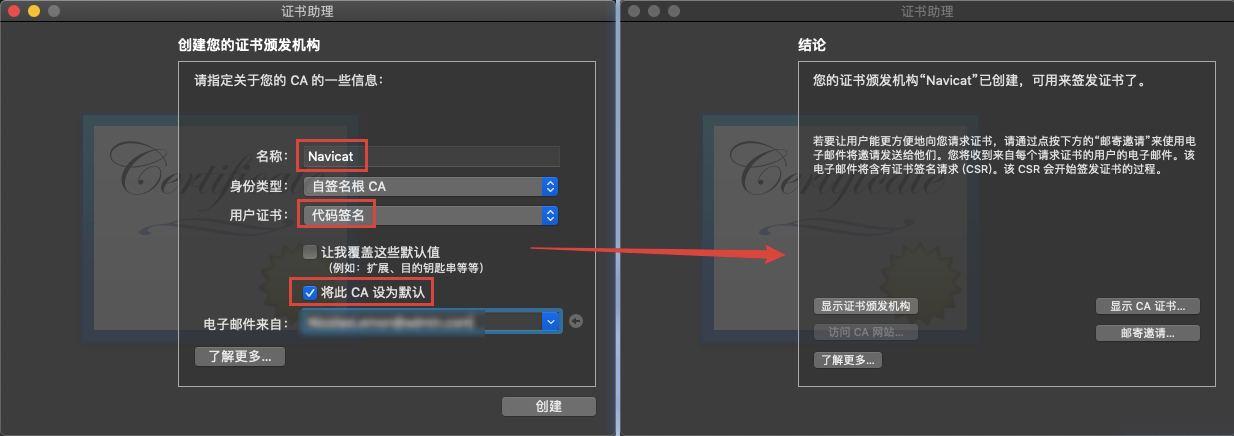 证书助理
创建您的证书颁发机构
请指定关于您的 CA 的一些信息：
Certificate
名称：
Navicat
身份类型：
自签名根 CA
用户证书：
代码签名
让我覆盖这些默认值
（例如：扩展、目的钥匙串等等）
将此 CA 设为默认
电子邮件来自：
了解更多...
创建
证书助理
结论
您的证书颁发机构“Navicat”已创建，可用来签发证书了。
若要让用户能更方便地向您请求证书，请通过点按下方的“邮寄邀请”来使用电
子邮件将邀请发送给他们。您将收到来自每个请求证书的用户的电子邮件。该
电子邮件将含有证书签名请求 (CSR)。该 CSR 会开始签发证书的过程。
Certificate
显示证书颁发机构
显示 CA 证书...
访问 CA 网站...
邮寄邀请...
了解更多...